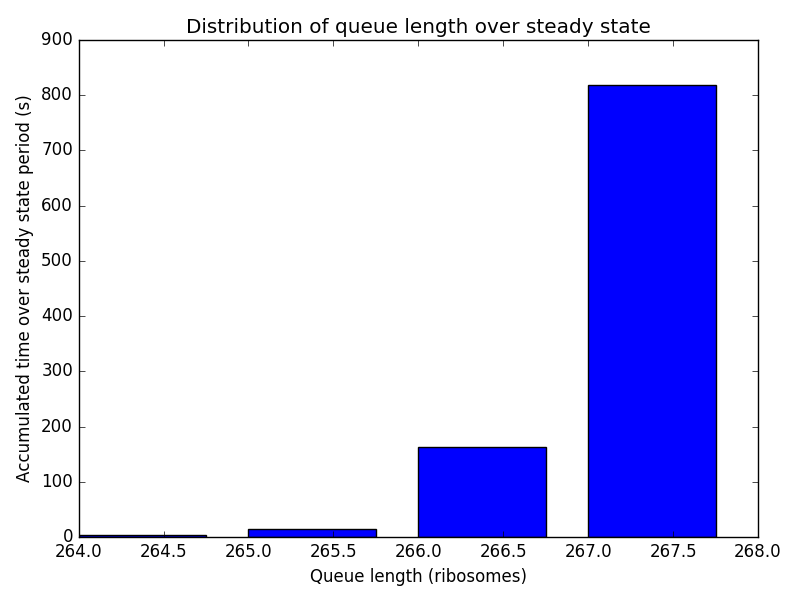 Distribution of queue length over steady state
900
800
700
600
500
400
300
200
100
0
264.0 264.5 265.0 265.5 266.0 266.5 267.0 267.5 268.0
Accumulated time over steady state period (s)
Queue length (ribosomes)